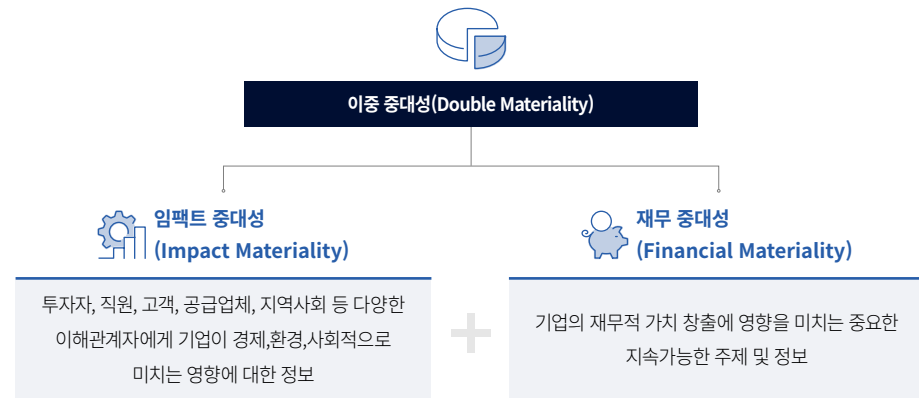 이중 중대성(Double Materiality)
임팩트 중대성
(Impact Materiality)
투자자, 직원, 고객, 공급업체, 지역사회 등 다양한
이해관계자에게 기업이 경제,환경,사회적으로
미치는 영향에 대한 정보
재무 중대성
(Financial Materiality)
기업의 재무적 가치 창출에 영향을 미치는 중요한
지속가능한 주제 및 정보